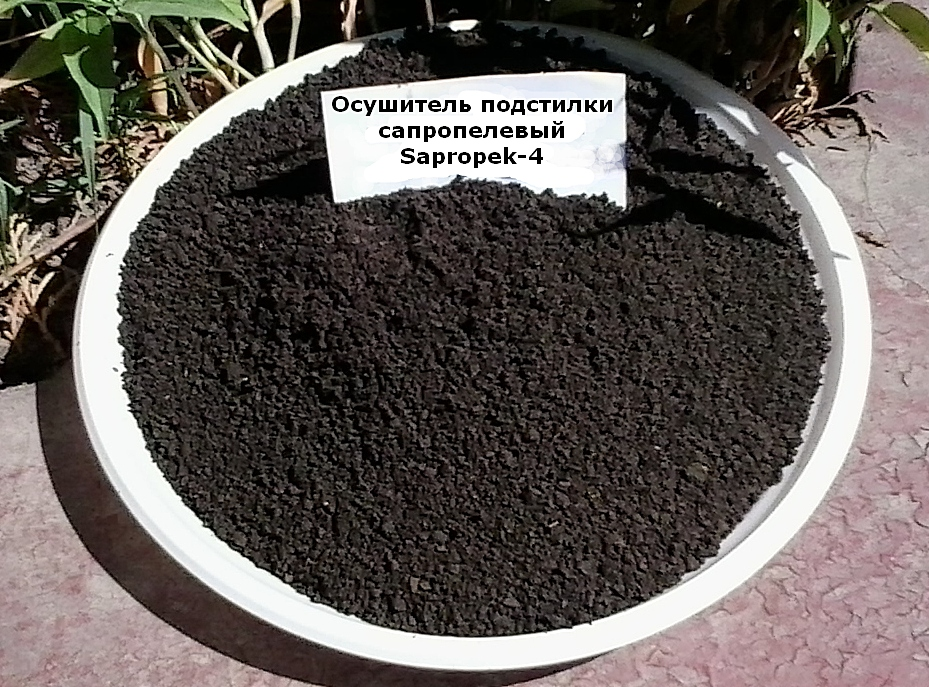 Осушитель подстилки
сапропелевый
Sapropek-4